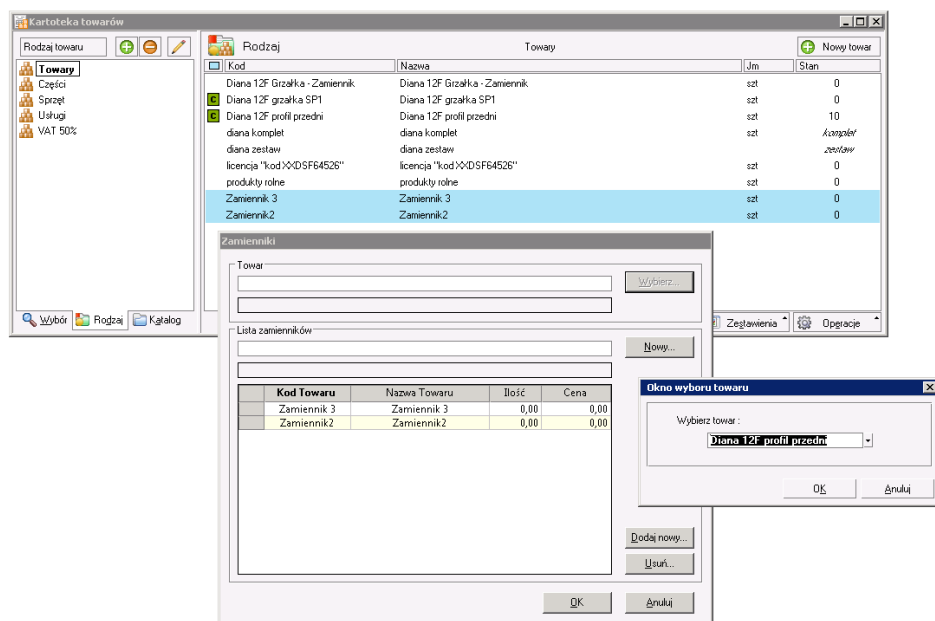 Kartoteka towarów
Rodzaj towaru
Rodzaj Towary Nowy towar
Kod Nazwa Jm Stan
Towary
Części
Sprzęt
Usługi
VAT 50%
Diana 12F Grzałka - Zamiennik Diana 12F Grzałka - Zamiennik szt 0
C Diana 12F grzałka SP1 Diana 12F grzałka SP1 szt 0
C Diana 12F profil przedni Diana 12F profil przedni szt 10
diana komplet diana komplet szt komplet
diana zestaw diana zestaw zestaw
licencja "kod XXDSF64526" licencja "kod XXDSF64526" szt 0
produkty rolne produkty rolne szt 0
Zamiennik 3 Zamiennik 3 szt 0
Zamiennik2 Zamiennik2 szt 0
Wybór Rodzaj Katalog
Zestawienia Operacje
Zamienniki
Towar
Wybierz...
Lista zamienników
Nowy...
Kod Towaru Nazwa Towaru Ilość Cena
Zamiennik 3 Zamiennik 3 0,00 0,00
Zamiennik2 Zamiennik2 0,00 0,00
Dodaj nowy...
Usuń...
OK Anuluj
Okno wyboru towaru
Wybierz towar :
Diana 12F profil przedni
OK Anuluj